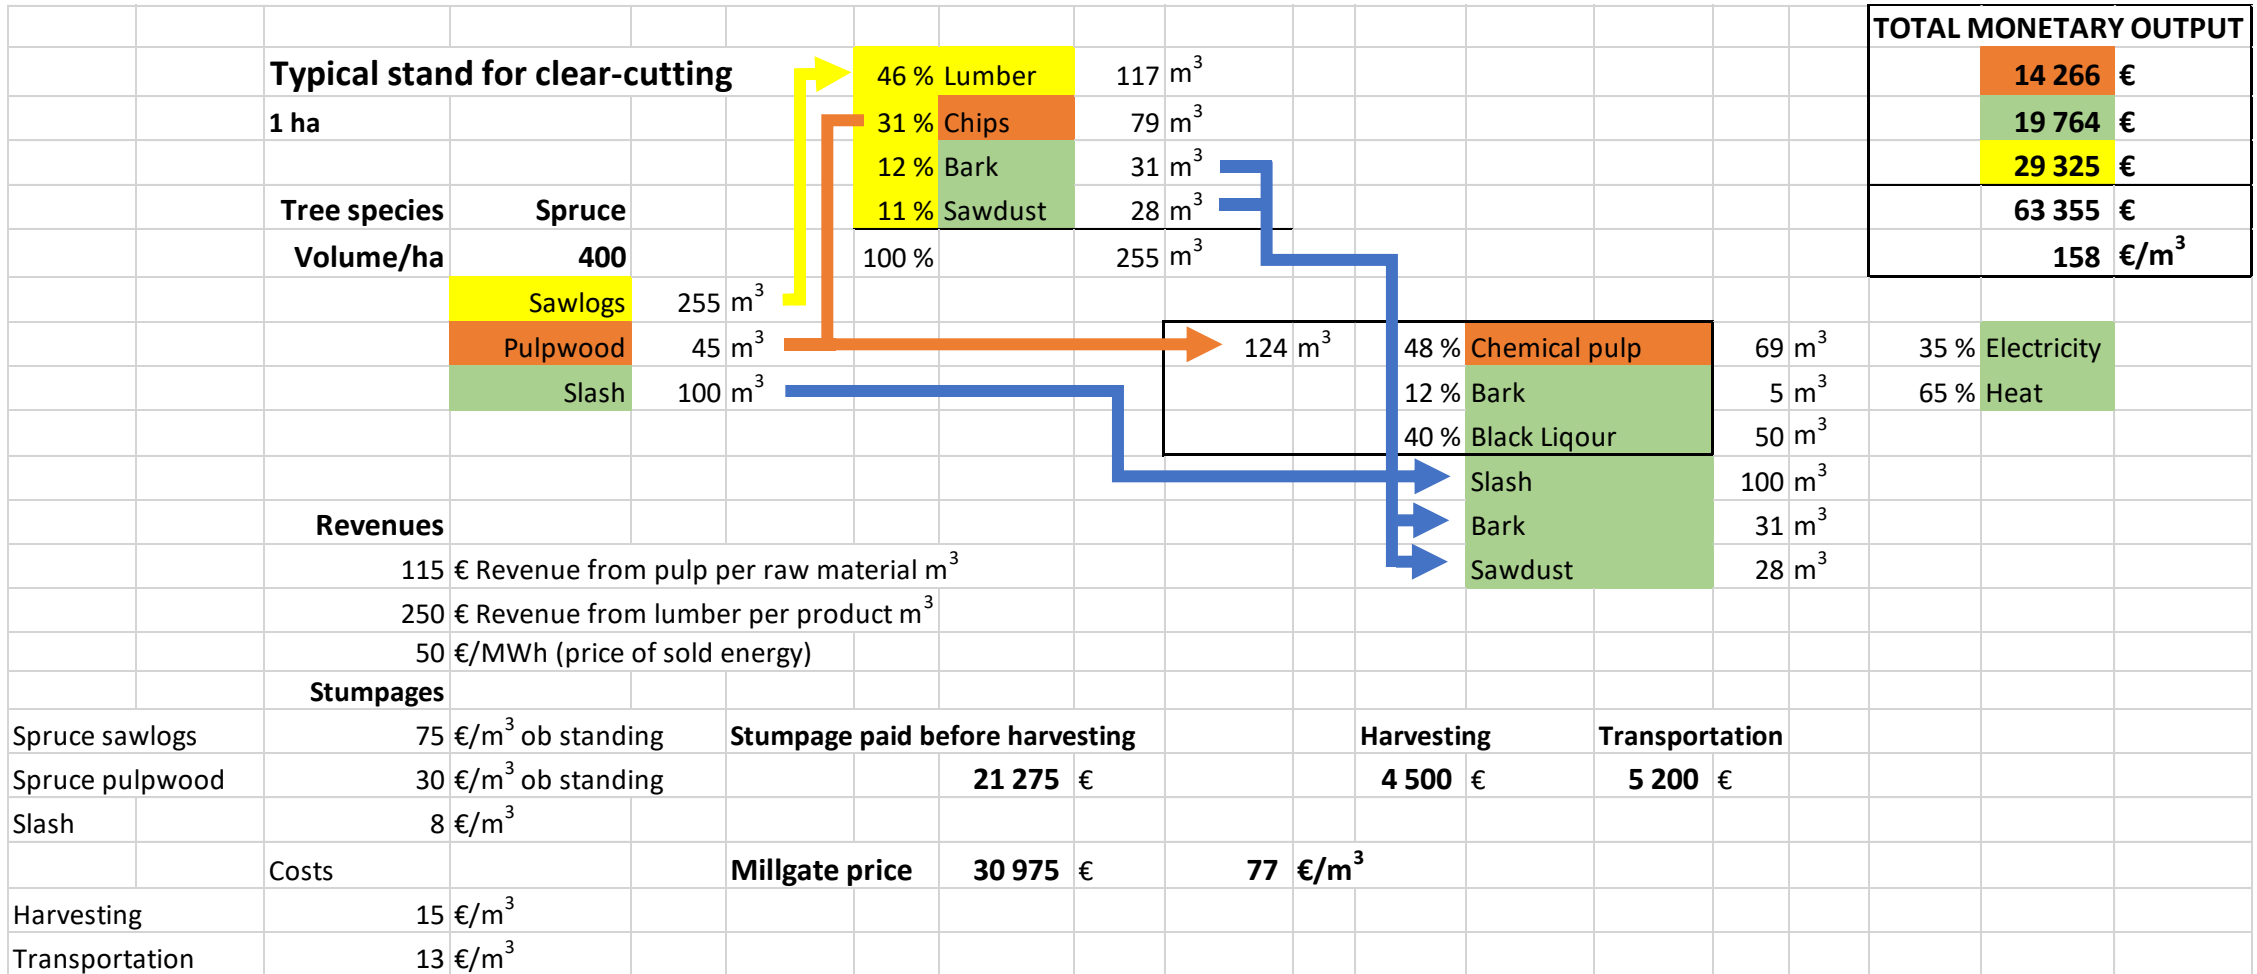 TOTAL MONETARY OUTPUT
Typical stand for clear-cutting 46 % Lumber 117 m³ 14 266 €
1 ha 31 % Chips 79 m³ 19 764 €
12 % Bark 31 m³ 29 325 €
Tree species Spruce 11 % Sawdust 28 m³ 63 355 €
Volume/ha 400 100 % 255 m³ 158 €/m³
Sawlogs 255 m³
Pulpwood 45 m³ 124 m³ 48 % Chemical pulp 69 m³ 35 % Electricity
Slash 100 m³ 12 % Bark 5 m³ 65 % Heat
40 % Black Liqour 50 m³
Slash 100 m³
Revenues Bark 31 m³
115 € Revenue from pulp per raw material m³ Sawdust 28 m³
250 € Revenue from lumber per product m³
50 €/MWh (price of sold energy)
Stumpages
Spruce sawlogs 75 €/m³ ob standing Stumpage paid before harvesting Harvesting Transportation
Spruce pulpwood 30 €/m³ ob standing 21 275 € 4 500 € 5 200 €
Slash 8 €/m³
Costs Millgate price 30 975 € 77 €/m³
Harvesting 15 €/m³
Transportation 13 €/m³